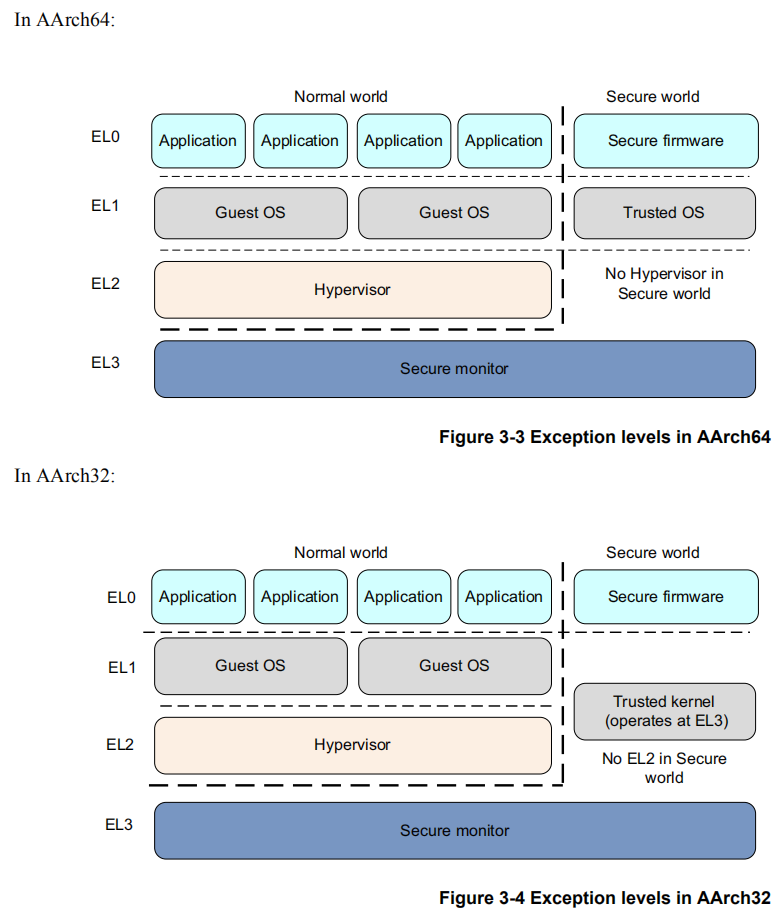 In AArch64:
Normal world
Secure world
EL0
Application
Application
Application
Application
Secure firmware
EL1
Guest OS
Guest OS
Trusted OS
EL2
Hypervisor
No Hypervisor in
Secure world
EL3
Secure monitor
Figure 3-3 Exception levels in AArch64
In AArch32:
Normal world
Secure world
EL0
Application
Application
Application
Application
Secure firmware
EL1
Guest OS
Guest OS
Trusted kernel
(operates at EL3)
EL2
Hypervisor
No EL2 in Secure
world
EL3
Secure monitor
Figure 3-4 Exception levels in AArch32